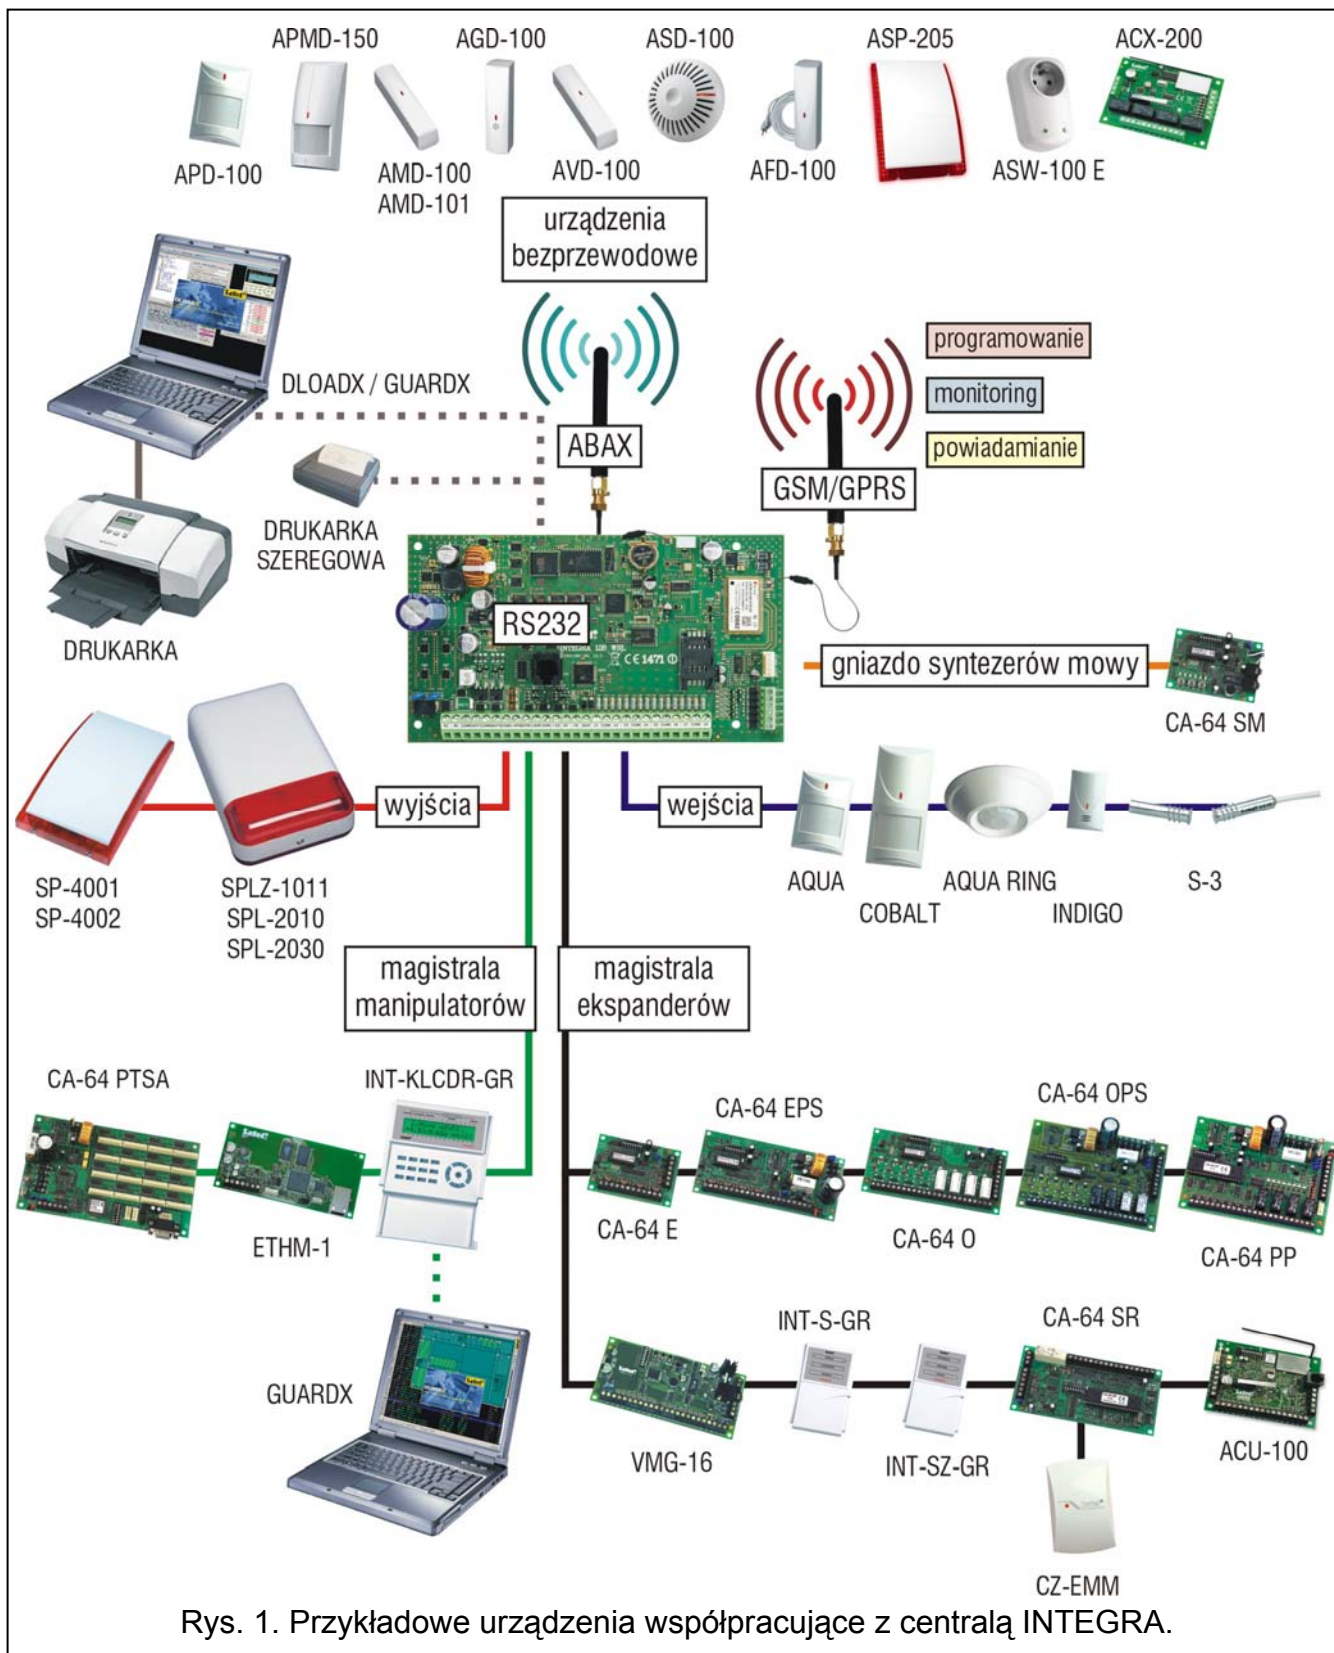 APMD-150
AGD-100
ASD-100
ASP-205
ACX-200
APD-100
AMD-100
AMD-101
AVD-100
AFD-100
ASW-100 E
urządzenia
bezprzewodowe
programowanie
monitoring
powiadamianie
DLOADX / GUARDX
ABAX
GSM/GPRS
DRUKARKA
SZEREGOWA
DRUKARKA
RS232
CE1471
gniazdo syntezerów mowy
CA-64 SM
wyjścia
wejścia
SP-4001
SP-4002
SPLZ-1011
SPL-2010
SPL-2030
AQUA
COBALT
AQUA RING
INDIGO
S-3
magistrala
manipulatorów
magistrala
ekspanderów
CA-64 PTSA
INT-KLCDR-GR
ETHM-1
CA-64 EPS
CA-64 OPS
CA-64 E
CA-64 O
CA-64 PP
GUARDX
INT-S-GR
CA-64 SR
VMG-16
INT-SZ-GR
ACU-100
CZ-EMM
Rys. 1. Przykładowe urządzenia współpracujące z centralą INTEGRA.